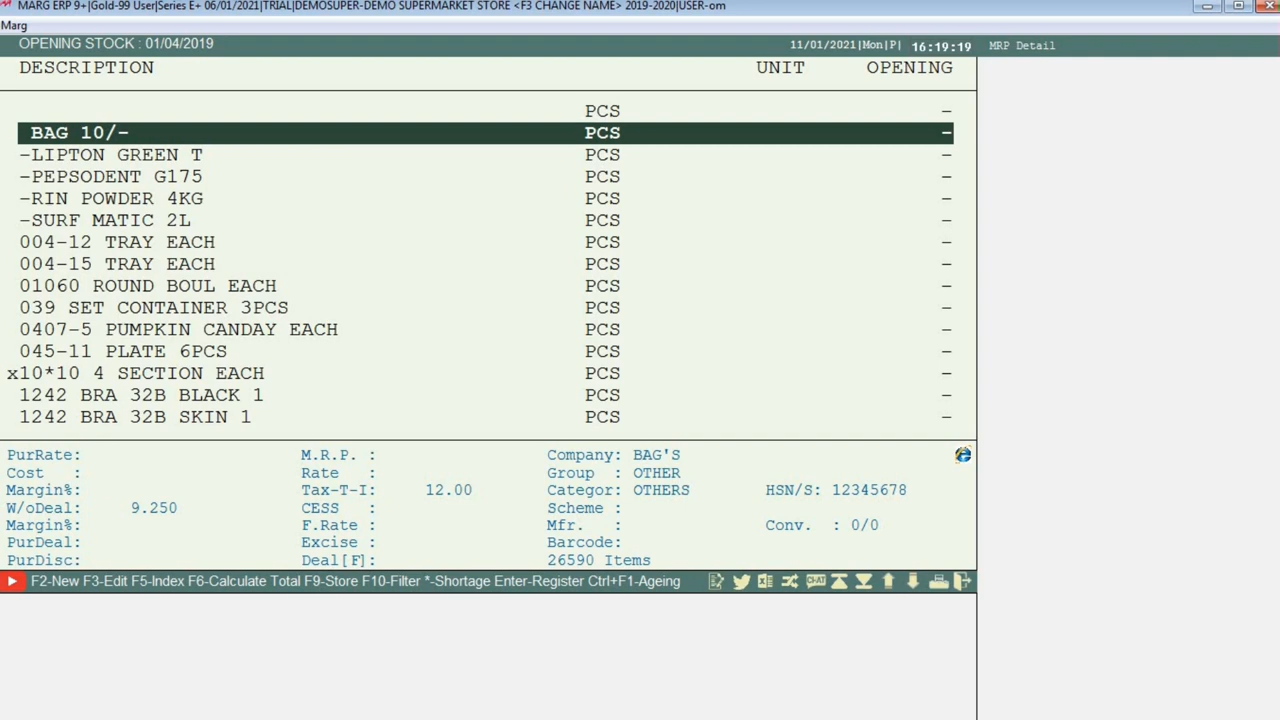 MARG ERP 9+|Gold-99 User|Series E+ 06/01/2021|TRIAL|DEMOSUPER-DEMO SUPERMARKET STORE <F3 CHANGE NAME> 2019-2020|USER-om
Marg
OPENING STOCK : 01/04/2019 11/01/2021|Mon|P| 16:19:19 MRP Detail
DESCRIPTION UNIT OPENING
PCS -
BAG 10/- PCS -
-LIPTON GREEN T PCS -
-PEPSODENT G175 PCS -
-RIN POWDER 4KG PCS -
-SURF MATIC 2L PCS -
004-12 TRAY EACH PCS -
004-15 TRAY EACH PCS -
01060 ROUND BOUL EACH PCS -
039 SET CONTAINER 3PCS PCS -
0407-5 PUMPKIN CANDAY EACH PCS -
045-11 PLATE 6PCS PCS -
x10*10 4 SECTION EACH PCS -
1242 BRA 32B BLACK 1 PCS -
1242 BRA 32B SKIN 1 PCS -
PurRate: M.R.P. : Company: BAG'S
Cost : Rate : Group : OTHER
Margin%: Tax-T-I: 12.00 Categor: OTHERS HSN/S: 12345678
W/oDeal: 9.250 CESS : Scheme :
Margin%: F.Rate : Mfr. : Conv. : 0/0
PurDeal: Excise : Barcode:
PurDisc: Deal[F]: 26590 Items
F2-New F3-Edit F5-Index F6-Calculate Total F9-Store F10-Filter *-Shortage Enter-Register Ctrl+F1-Ageing CHAT